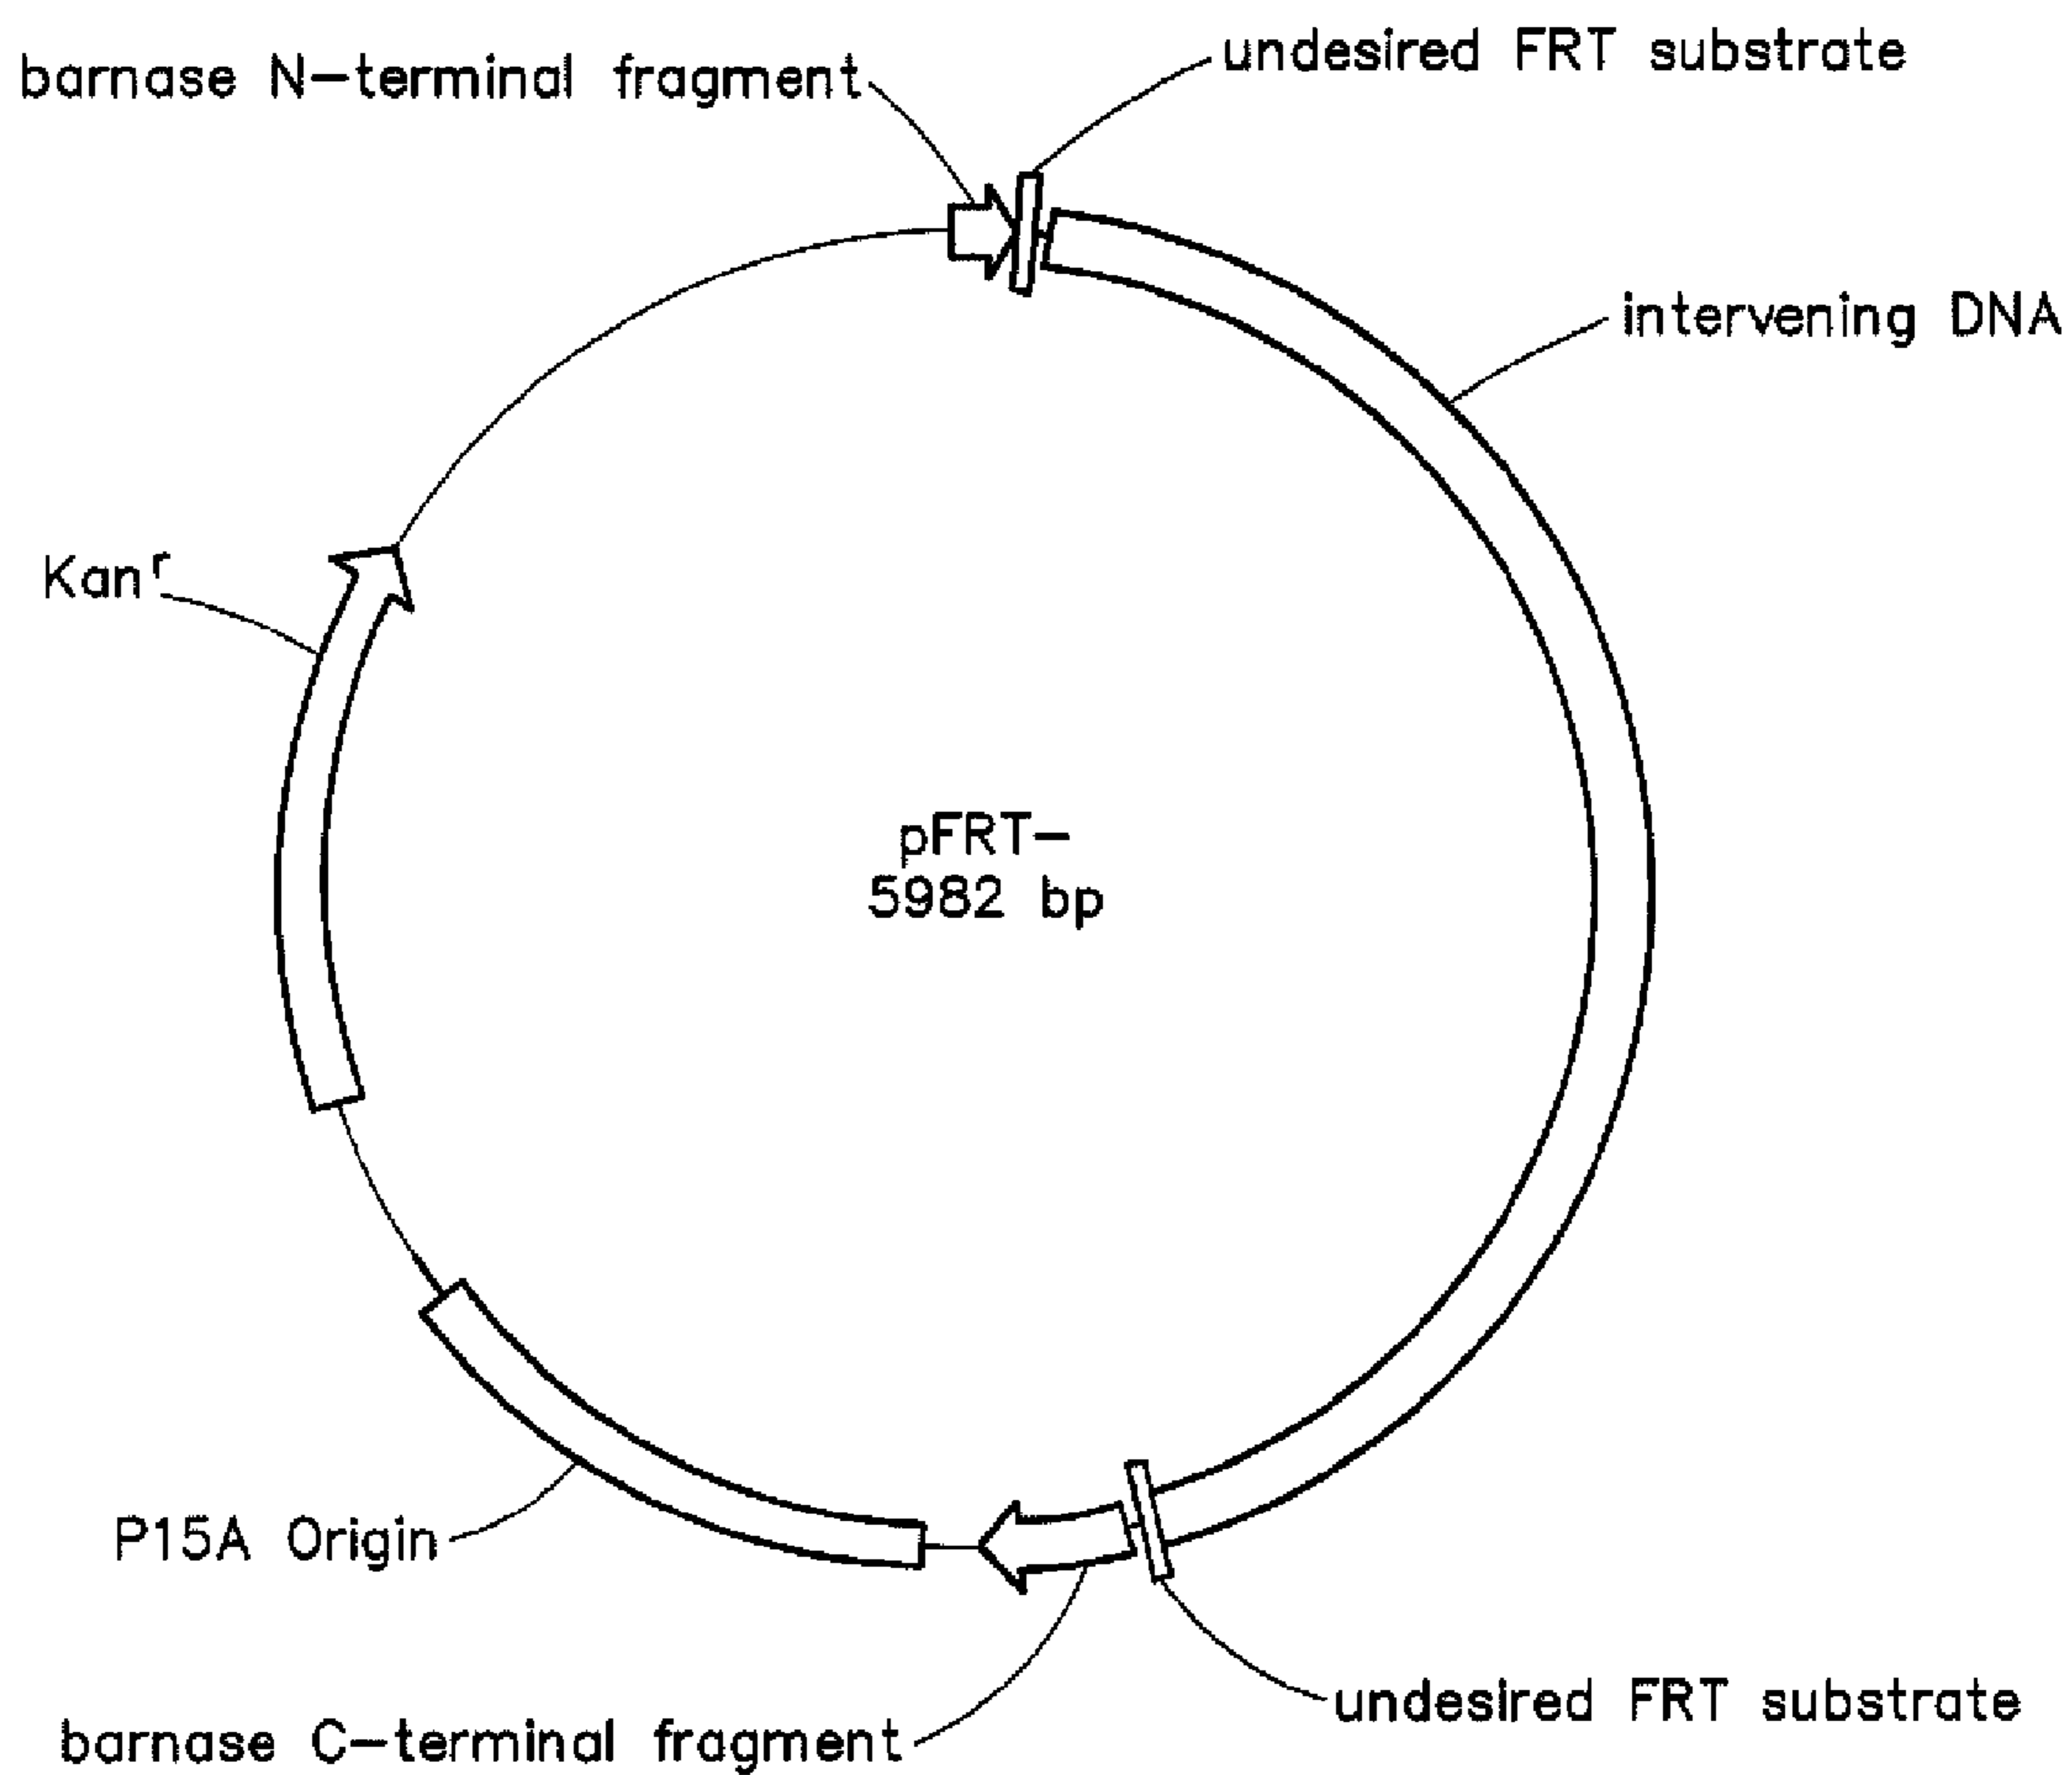 barnase N-terminal fragment
undesired FRT substrate
intervening DNA
Kanʳ
pFRT-
5982 bp
P15A Origin
undesired FRT substrate
barnase C-terminal fragment